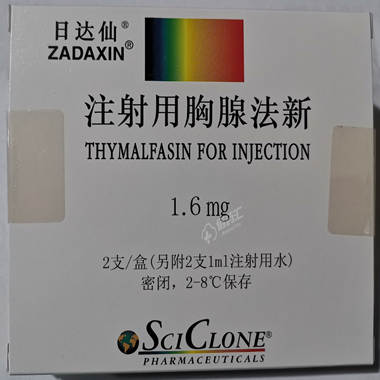 日达仙®
ZADAXIN®
注射用胸腺法新
THYMALFASIN FOR INJECTION
1.6 mg
2支/盒(另附2支1ml注射用水)
密闭，2-8℃保存
SCICLONE®
PHARMACEUTICALS